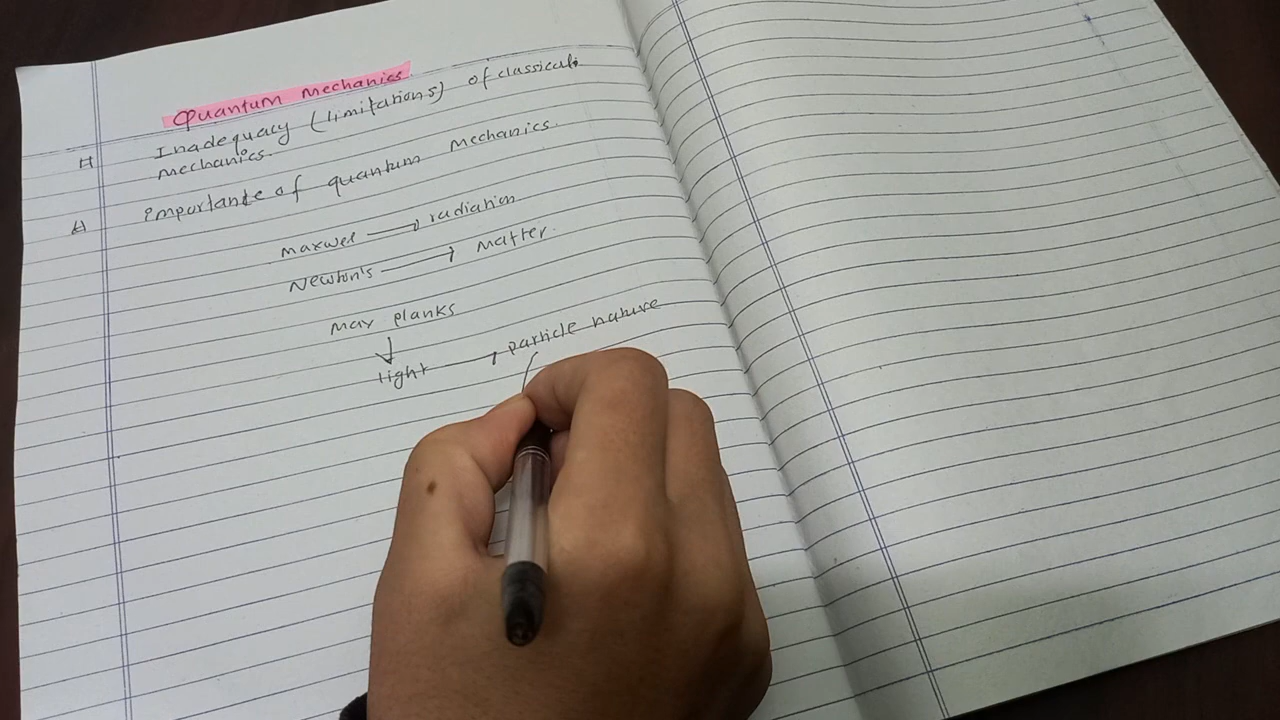 Quantum mechanics.
Inadequacy (limitations) of classical
mechanics.
importante of quantum mechanics.
maxwel → radiation
Newton's → Matter.
max planks
↓
light → particle nature